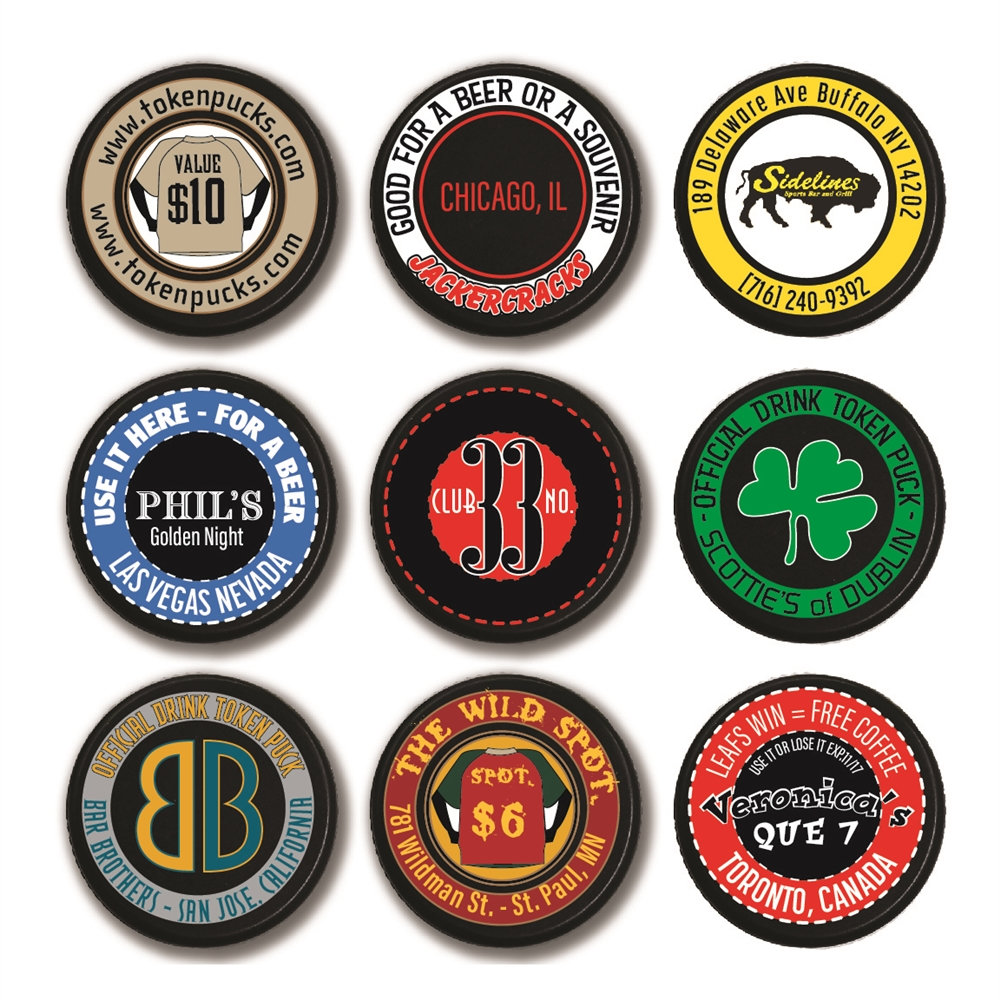 www.tokenpucks.com
VALUE
$10
www.tokenpucks.com
GOOD FOR A BEER OR A SOUVENIR
CHICAGO, IL
JACKERCRACKS
189 Delaware Ave Buffalo NY 14202
Sidelines
Sports Bar and Grill
[716] 240-9392
USE IT HERE - FOR A BEER
PHIL'S
Golden Night
LAS VEGAS NEVADA
CLUB 33 NO.
- OFFICIAL DRINK TOKEN PUCK -
SCOTTIE'S of DUBLIN
OFFICIAL DRINK TOKEN PUCK
BB
BAR BROTHERS - SAN JOSE, CALIFORNIA
THE WILD SPOT.
SPOT.
$6
781 Wildman St. - St. Paul, MN
LEAFS WIN = FREE COFFEE
USE IT OR LOSE IT EXP.11/17
Veronica's
QUE 7
TORONTO, CANADA